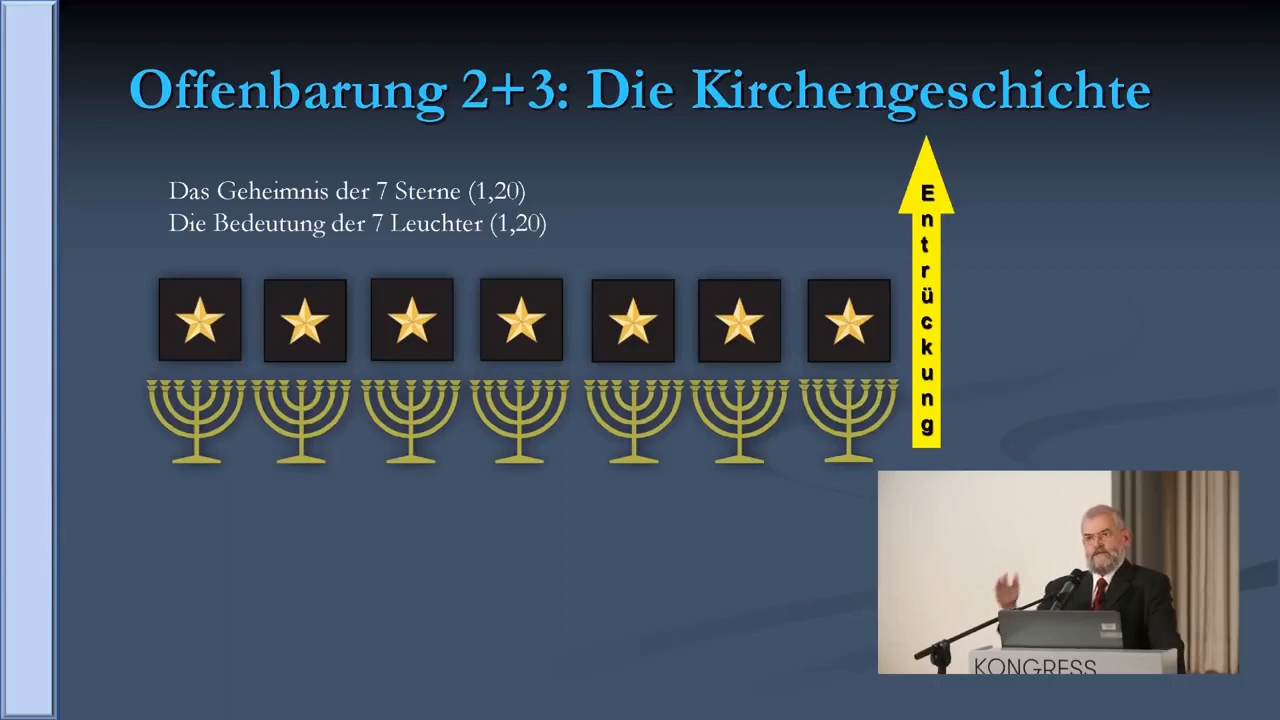 Offenbarung 2+3: Die Kirchengeschichte
Das Geheimnis der 7 Sterne (1,20)
Die Bedeutung der 7 Leuchter (1,20)
Entrückung
KONGRESS